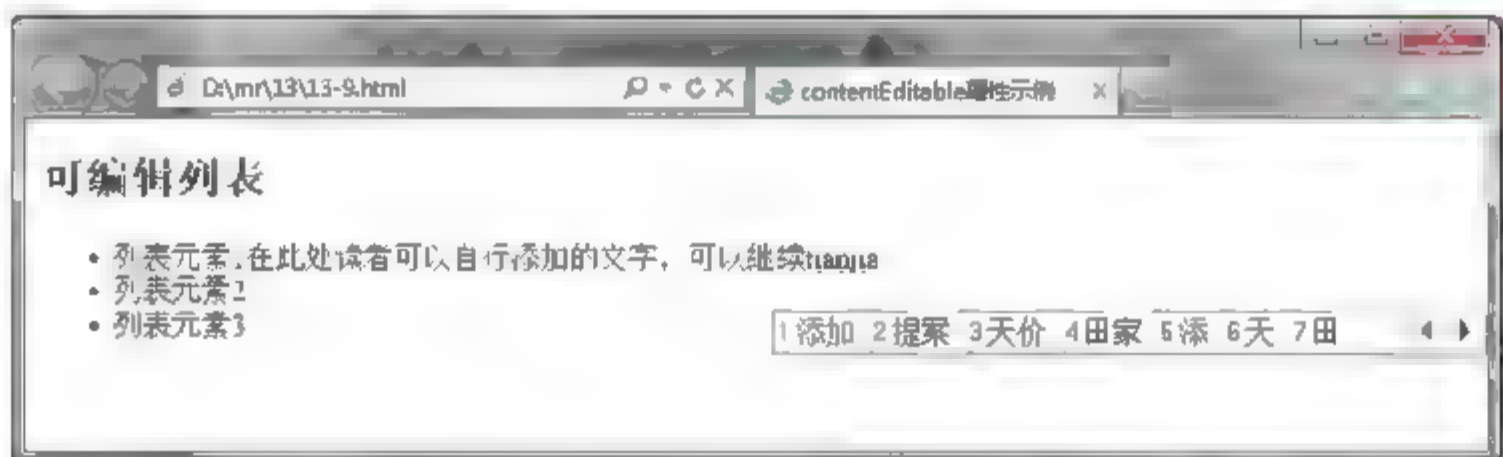 D:\mr\13\13-9.html
contentEditable属性示例
可编辑列表
列表元素,在此处读者可以自行添加的文字，可以继续tianjia
列表元素2
列表元素3
1添加 2提架 3天价 4田家 5添 6天 7田